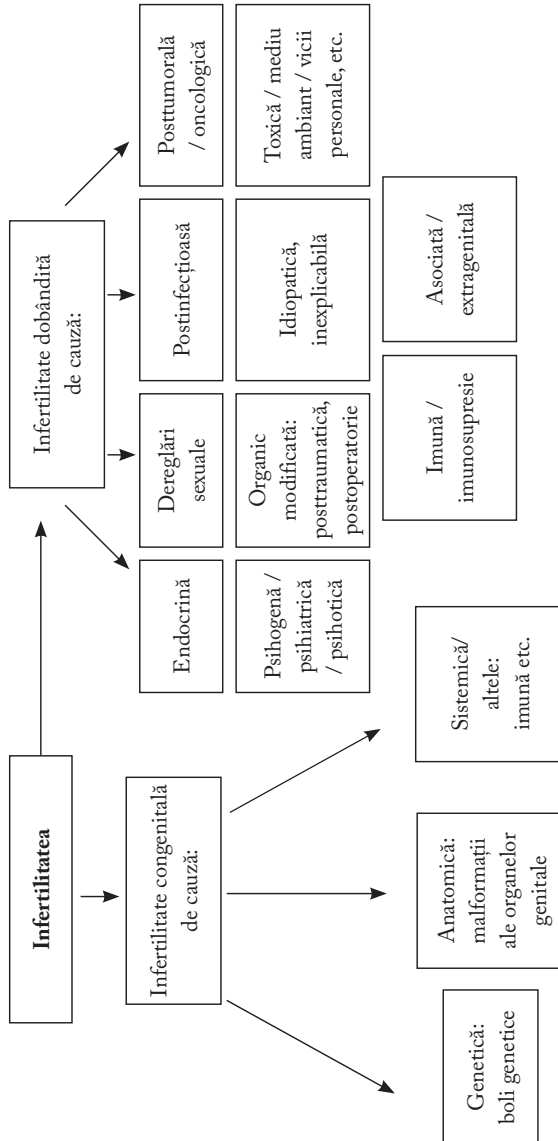 Infertilitatea
Infertilitate congenitală
de cauză:
Genetică:
boli genetice
Anatomică:
malformații
ale organelor
genitale
Sistemică/
altele:
imună etc.
Infertilitate dobândită
de cauză:
Endocrină
Dereglări
sexuale
Postinfecțioasă
Posttumorală
/ oncologică
Psihogenă /
psihiatrică
/ psihotică
Organic
modificată:
posttraumatică,
postoperatorie
Idiopatică,
inexplicabilă
Toxică / mediu
ambiant / vicii
personale, etc.
Imună /
imunosupresie
Asociată /
extragenitală